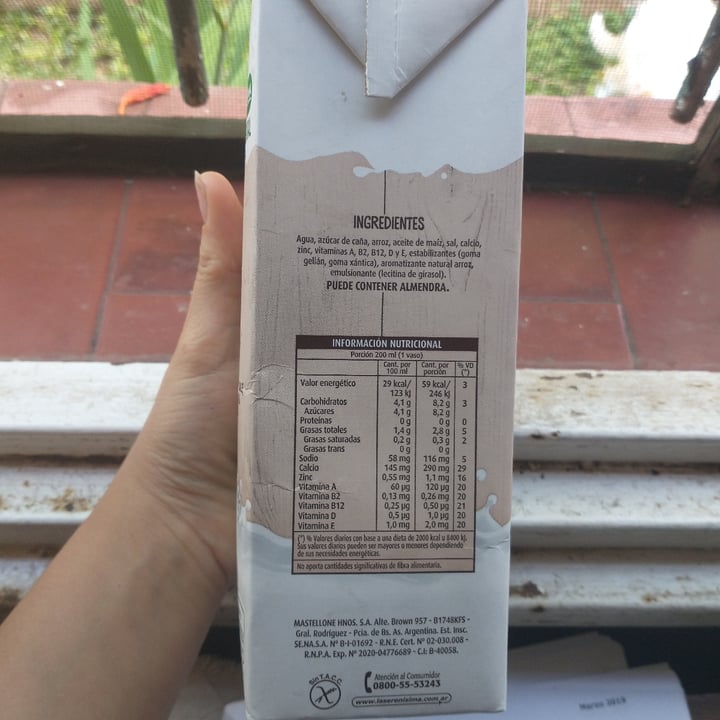 INGREDIENTES
Agua, azúcar de caña, arroz, aceite de maíz, sal, calcio,
zinc, vitaminas A, B2, B12, D y E, estabilizantes (goma
gellán, goma xántica), aromatizante natural arroz,
emulsionante (lecitina de girasol).
PUEDE CONTENER ALMENDRA.
INFORMACIÓN NUTRICIONAL
Porción 200 ml (1 vaso)
Cant. por 100 ml Cant. por porción % VD (*)
Valor energético 29 kcal/ 123 kJ 59 kcal/ 246 kJ 3
Carbohidratos 4,1 g 8,2 g 3
Azúcares 4,1 g 8,2 g
Proteínas 0 g 0 g 0
Grasas totales 1,4 g 2,8 g 5
Grasas saturadas 0,2 g 0,3 g 2
Grasas trans 0 g 0 g
Sodio 58 mg 116 mg 5
Calcio 145 mg 290 mg 29
Zinc 0,55 mg 1,1 mg 16
Vitamina A 60 µg 120 µg 20
Vitamina B2 0,13 mg 0,26 mg 20
Vitamina B12 0,25 µg 0,50 µg 21
Vitamina D 0,5 µg 1,0 µg 20
Vitamina E 1,0 mg 2,0 mg 20
(*) % Valores diarios con base a una dieta de 2000 kcal u 8400 kJ.
Sus valores diarios pueden ser mayores o menores dependiendo
de sus necesidades energéticas.
No aporta cantidades significativas de fibra alimentaria.
MASTELLONE HNOS. S.A. Alte. Brown 957 - B1748KFS -
Gral. Rodríguez - Pcia. de Bs. As. Argentina. Est. Insc.
SE.NA.S.A. Nº B-I-01692 - R.N.E. Cert. Nº 02-030.008 -
R.N.P.A. Exp. Nº 2020-04776689 - C.I: B-40058.
Sin T.A.C.C.
Atención al Consumidor
0800-55-53243
www.laserenisima.com.ar